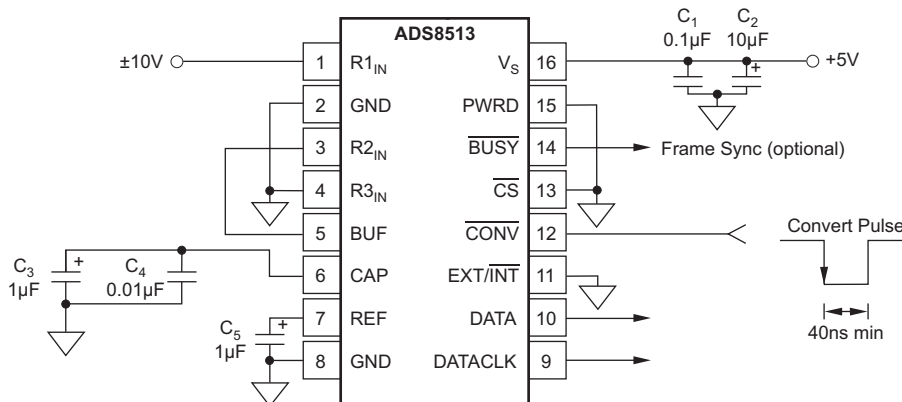 ADS8513
±10V
1 R1IN
2 GND
3 R2IN
4 R3IN
5 BUF
6 CAP
7 REF
8 GND
VS 16
PWRD 15
BUSY 14
CS 13
CONV 12
EXT/INT 11
DATA 10
DATACLK 9
C1
0.1µF
C2
10µF
+
+5V
Frame Sync (optional)
Convert Pulse
40ns min
C3
1µF
+
C4
0.01µF
C5
1µF
+